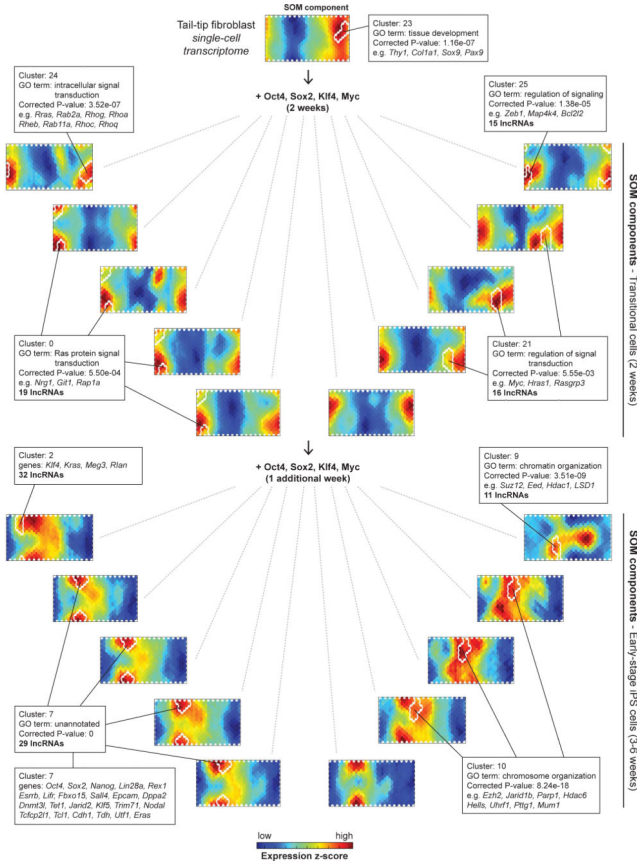 SOM component
Tail-tip fibroblast
single-cell
transcriptome
Cluster: 23
GO term: tissue development
Corrected P-value: 1.16e-07
e.g. Thy1, Col1a1, Sox9, Pax9
+ Oct4, Sox2, Klf4, Myc
(2 weeks)
Cluster: 24
GO term: intracellular signal
transduction
Corrected P-value: 3.52e-07
e.g. Rras, Rab2a, Rhog, Rhoa
Rheb, Rab11a, Rhoc, Rhoq
Cluster: 25
GO term: regulation of signaling
Corrected P-value: 1.38e-05
e.g. Zeb1, Map4k4, Bcl2l2
15 lncRNAs
SOM components - Transitional cells (2 weeks)
Cluster: 0
GO term: Ras protein signal
transduction
Corrected P-value: 5.50e-04
e.g. Nrg1, Git1, Rap1a
19 lncRNAs
Cluster: 21
GO term: regulation of signal
transduction
Corrected P-value: 5.55e-03
e.g. Myc, Hras1, Rasgrp3
16 lncRNAs
+ Oct4, Sox2, Klf4, Myc
(1 additional week)
Cluster: 2
genes: Klf4, Kras, Meg3, Rian
32 lncRNAs
Cluster: 9
GO term: chromatin organization
Corrected P-value: 3.51e-09
e.g. Suz12, Eed, Hdac1, LSD1
11 lncRNAs
SOM components - Early-stage iPS cells (3-6 weeks)
Cluster: 7
GO term: unannotated
Corrected P-value: 0
29 lncRNAs
Cluster: 7
genes: Oct4, Sox2, Nanog, Lin28a, Rex1
Esrrb, Lifr, Fbxo15, Sall4, Epcam, Dppa2
Dnmt3l, Tet1, Jarid2, Klf5, Trim71, Nodal
Tcfcp2l1, Tcl1, Cdh1, Tdh, Utf1, Eras
Cluster: 10
GO term: chromosome organization
Corrected P-value: 8.24e-18
e.g. Ezh2, Jarid1b, Parp1, Hdac6
Hells, Uhrf1, Pttg1, Mum1
low high
Expression z-score